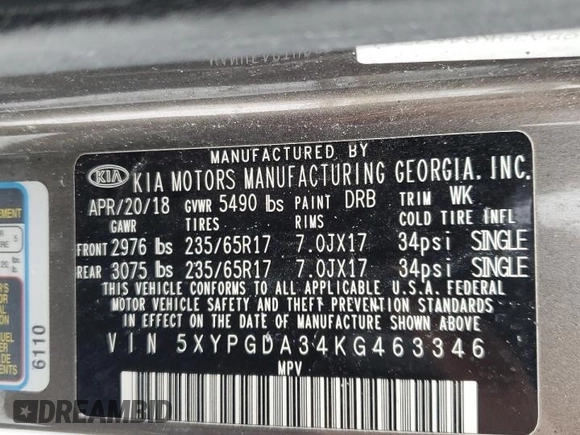 MANUFACTURED BY
KIA KIA MOTORS MANUFACTURING GEORGIA, INC.
APR/20/18 GVWR 5490 lbs PAINT DRB TRIM WK
GAWR TIRES RIMS COLD TIRE INFL
FRONT 2976 lbs 235/65R17 7.0JX17 34psi SINGLE
REAR 3075 lbs 235/65R17 7.0JX17 34psi SINGLE
THIS VEHICLE CONFORMS TO ALL APPLICABLE U.S.A. FEDERAL
MOTOR VEHICLE SAFETY AND THEFT PREVENTION STANDARDS
IN EFFECT ON THE DATE OF MANUFACTURE SHOWN ABOVE.
VIN 5XYPGDA34KG463346
MPV
6110
DREAMBID